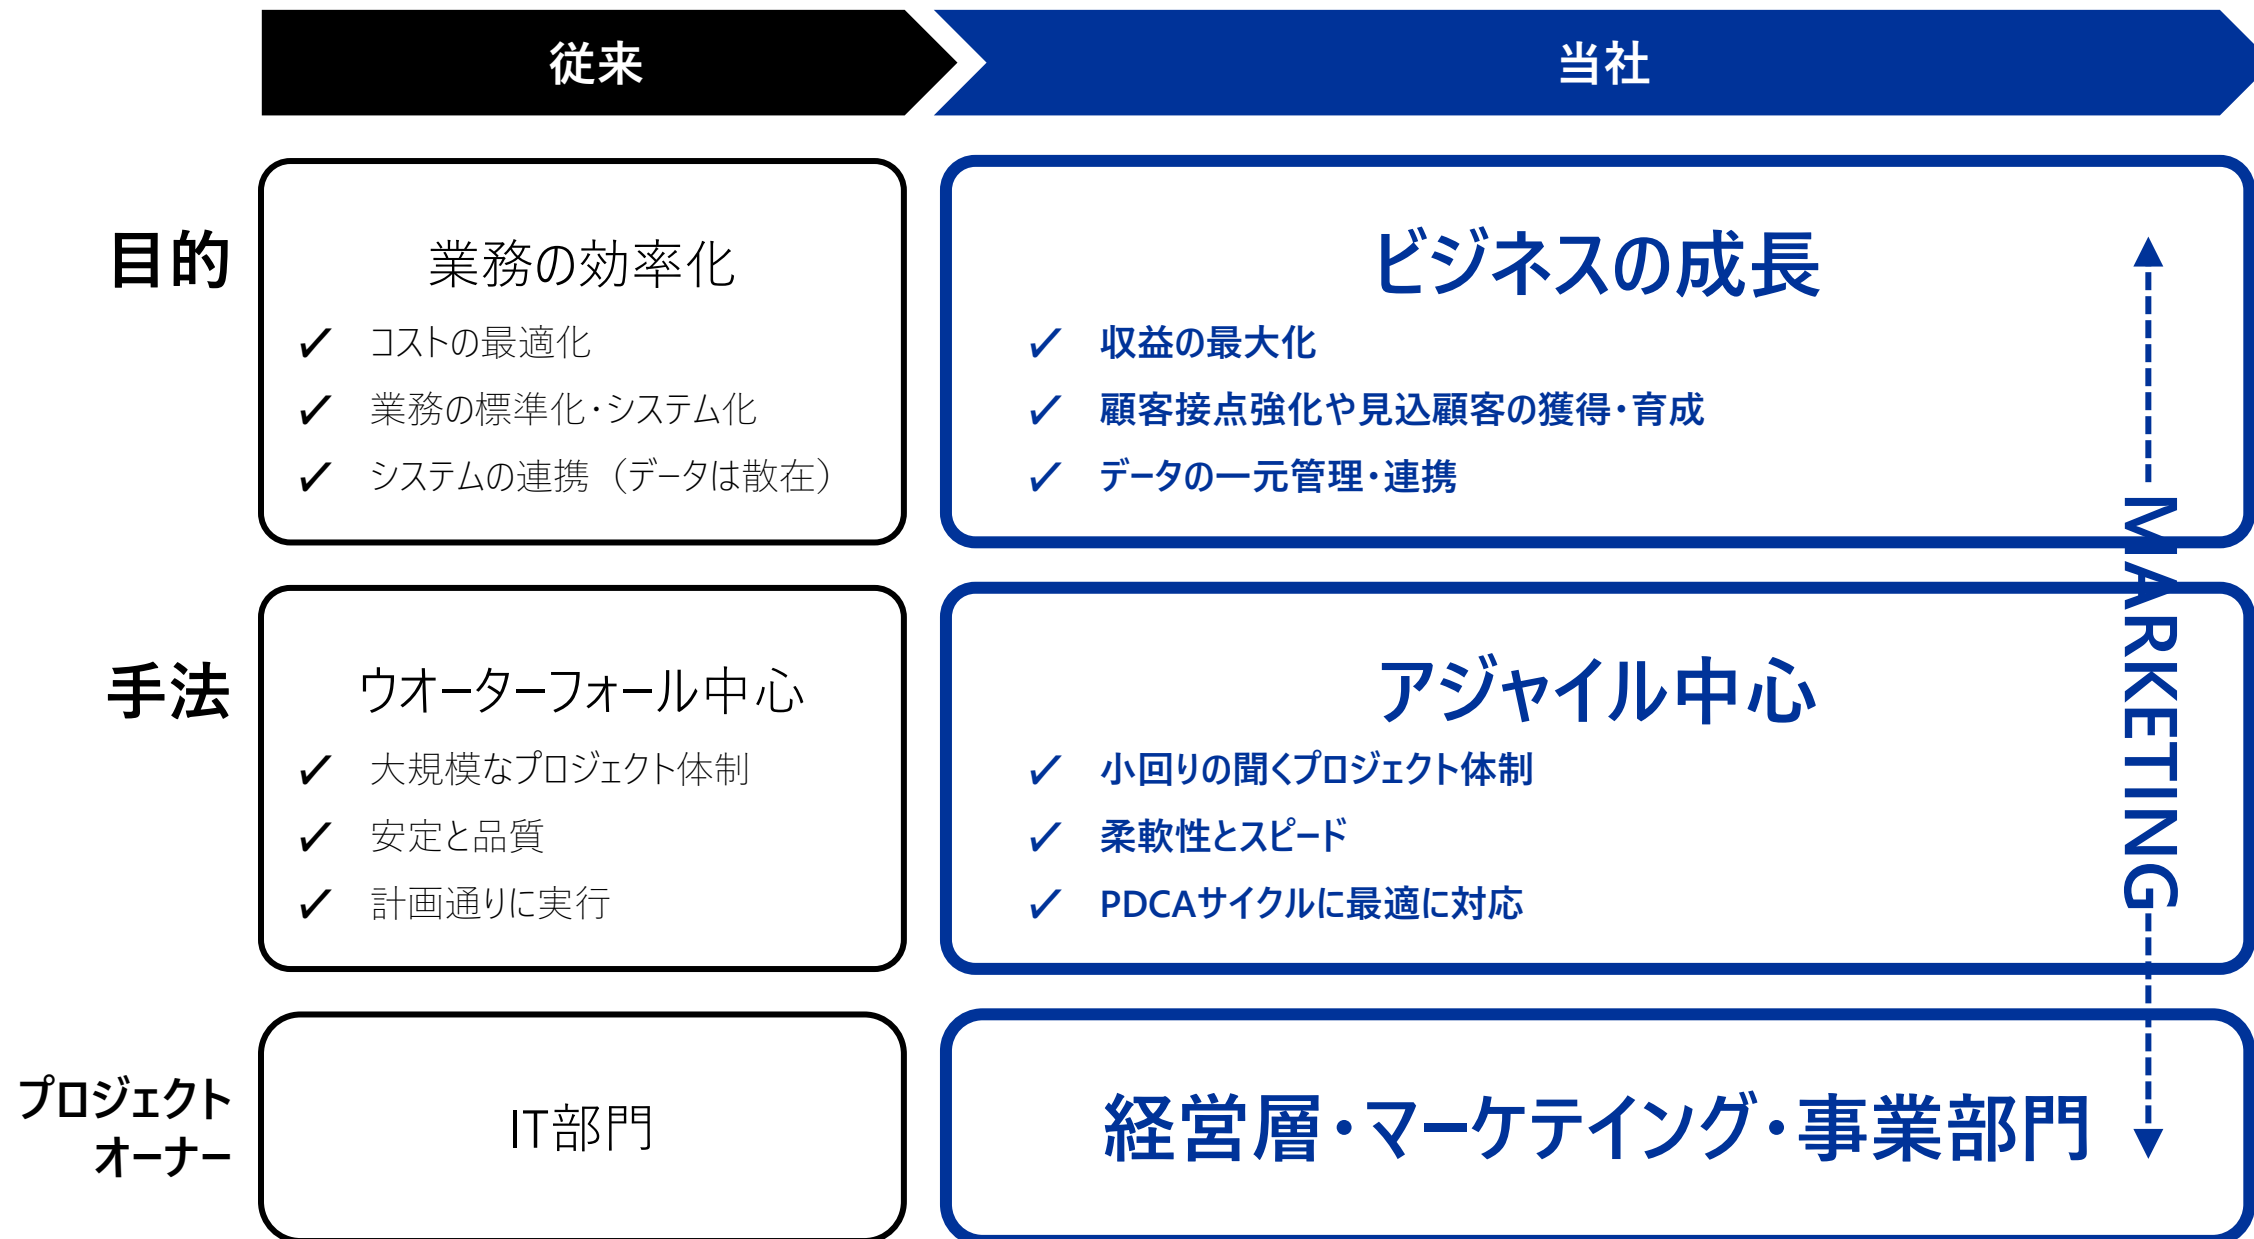 従来
当社
目的
業務の効率化
✓ コストの最適化
✓ 業務の標準化・システム化
✓ システムの連携（データは散在）
ビジネスの成長
✓ 収益の最大化
✓ 顧客接点強化や見込顧客の獲得・育成
✓ データの一元管理・連携
手法
ウオーターフォール中心
✓ 大規模なプロジェクト体制
✓ 安定と品質
✓ 計画通りに実行
アジャイル中心
✓ 小回りの聞くプロジェクト体制
✓ 柔軟性とスピード
✓ PDCAサイクルに最適に対応
MARKETING
プロジェクト
オーナー
IT部門
経営層・マーケテイング・事業部門